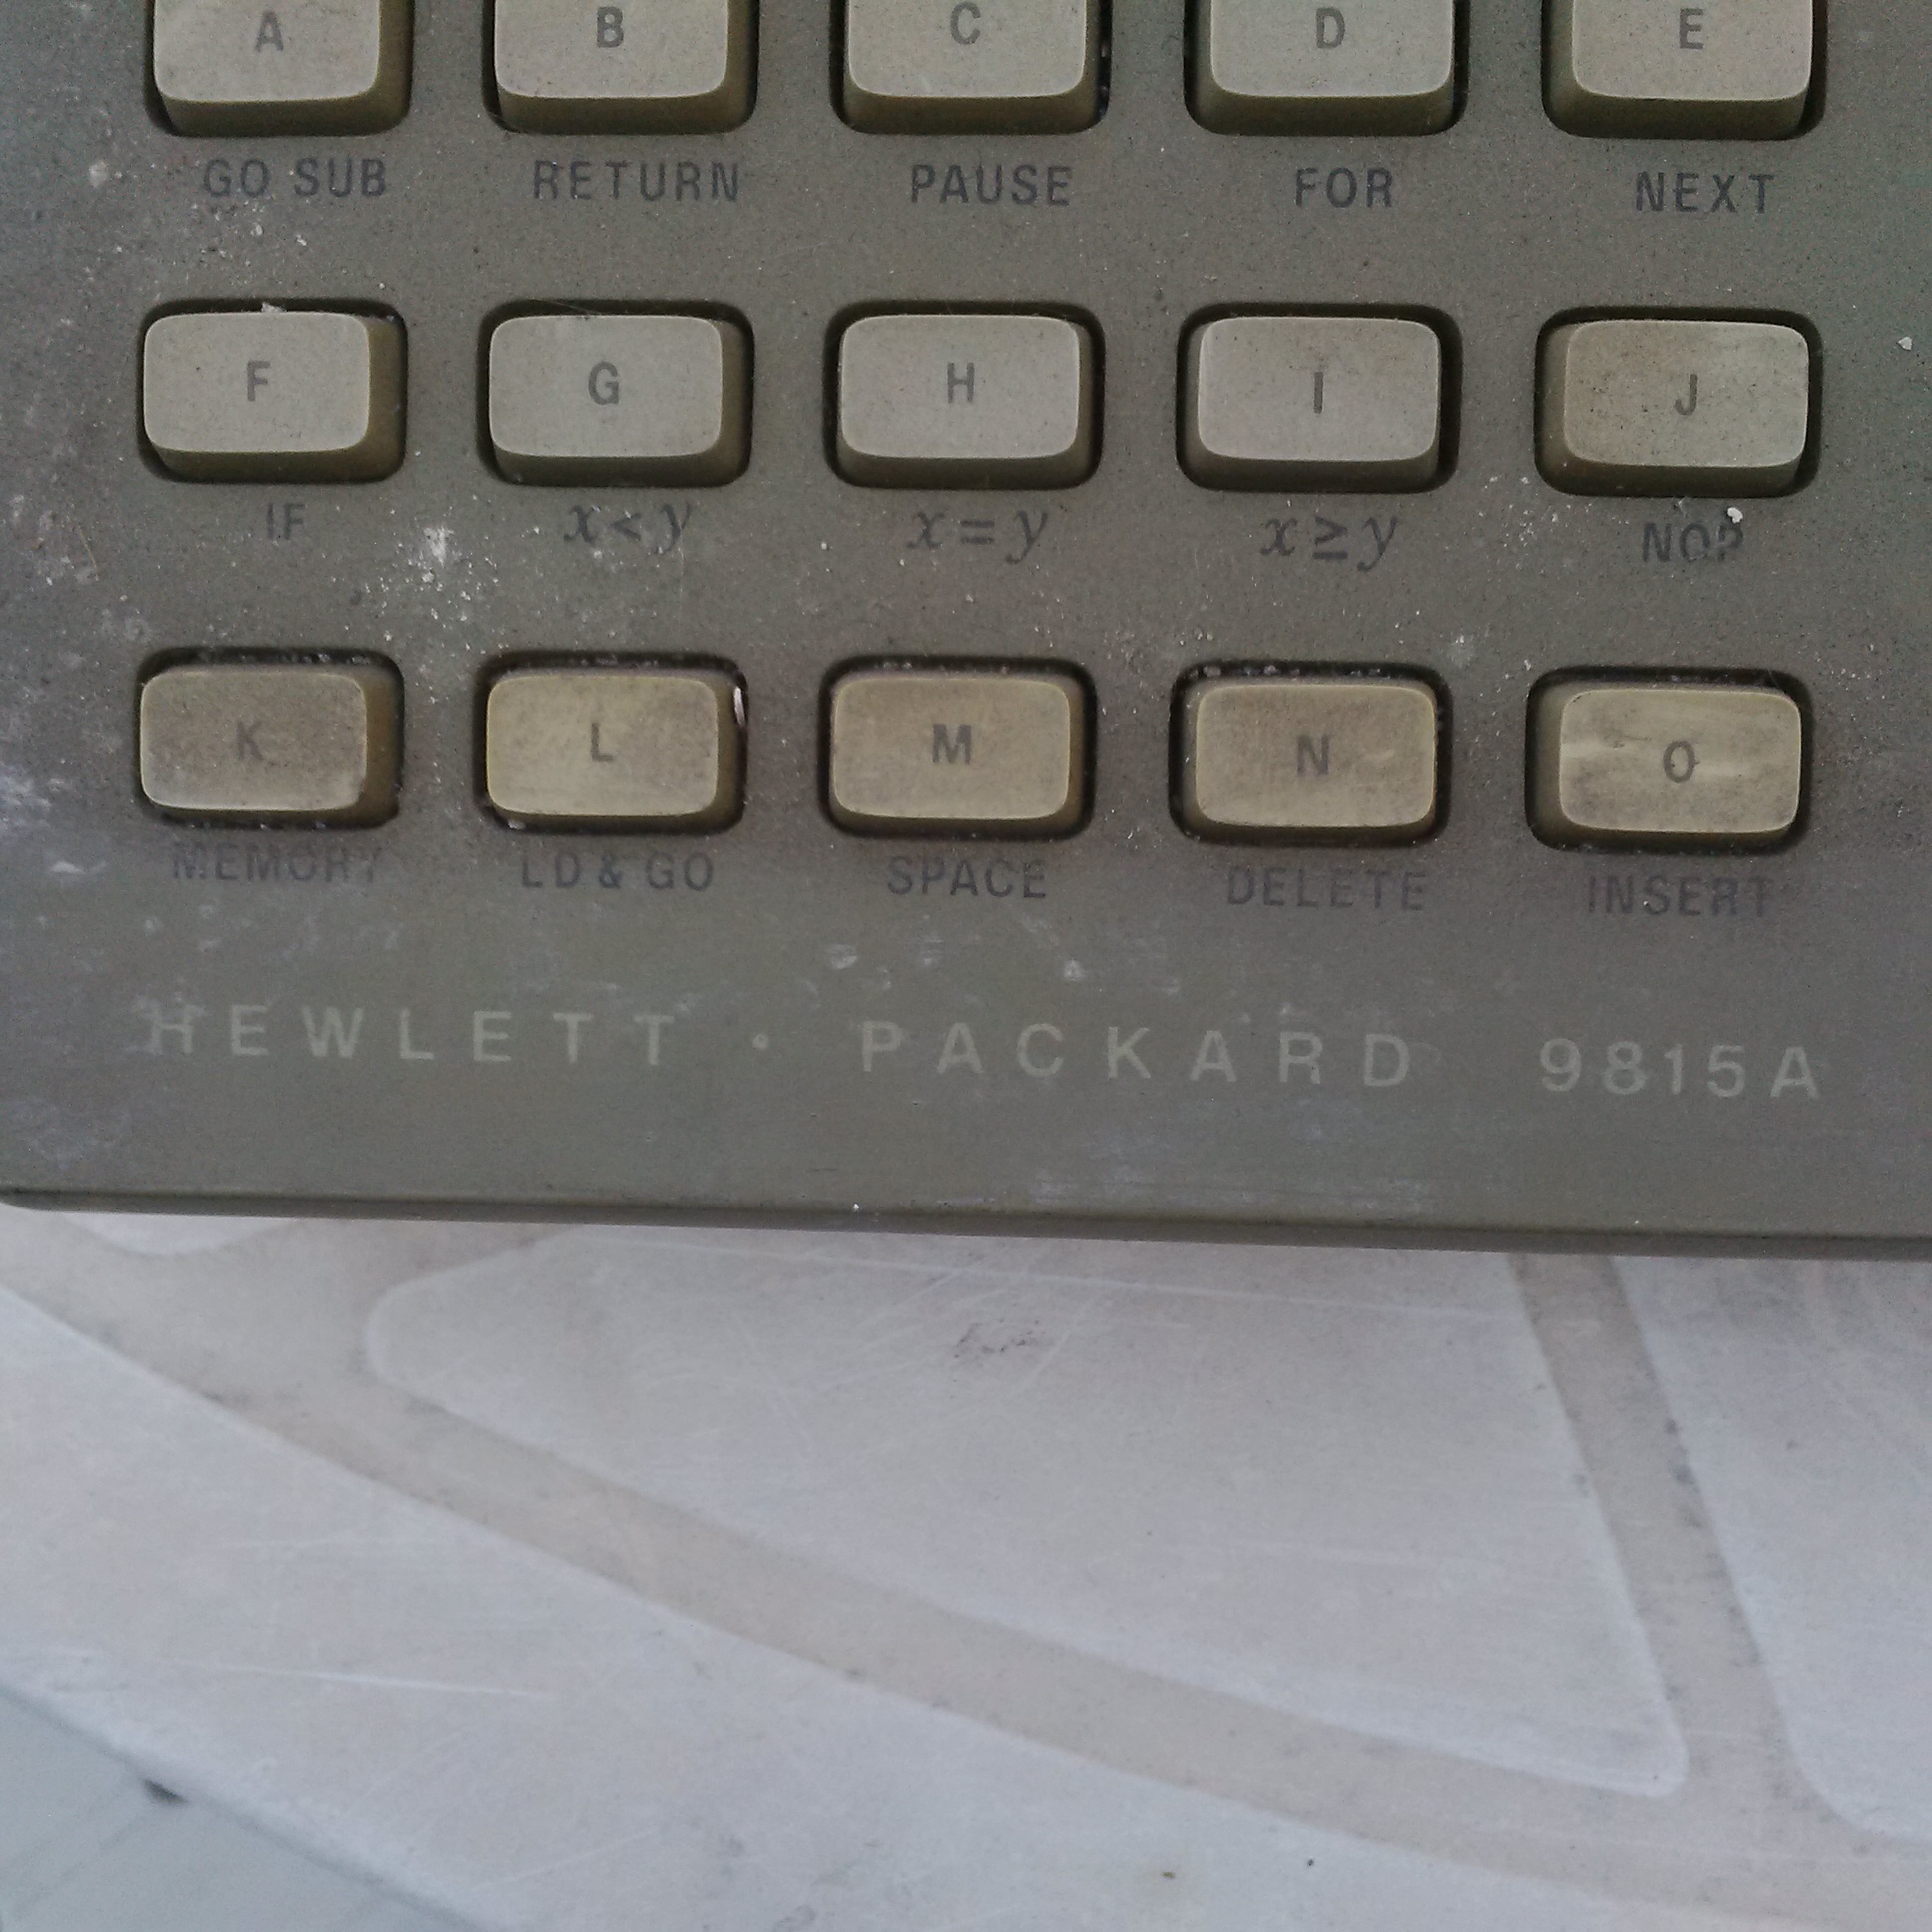 A B C D E
GO SUB RETURN PAUSE FOR NEXT
F G H I J
IF x < y x = y x ≥ y NOP
K L M N O
MEMORY LD & GO SPACE DELETE INSERT
HEWLETT · PACKARD 9815A